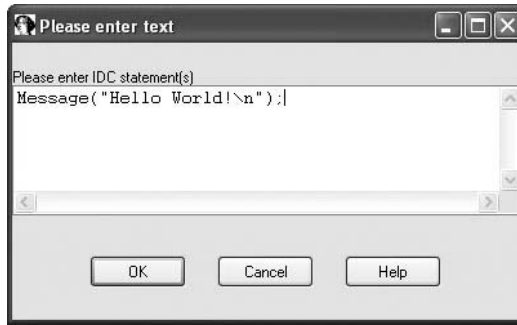 Please enter text
Please enter IDC statement(s)
Message("Hello World!\n");
OK Cancel Help